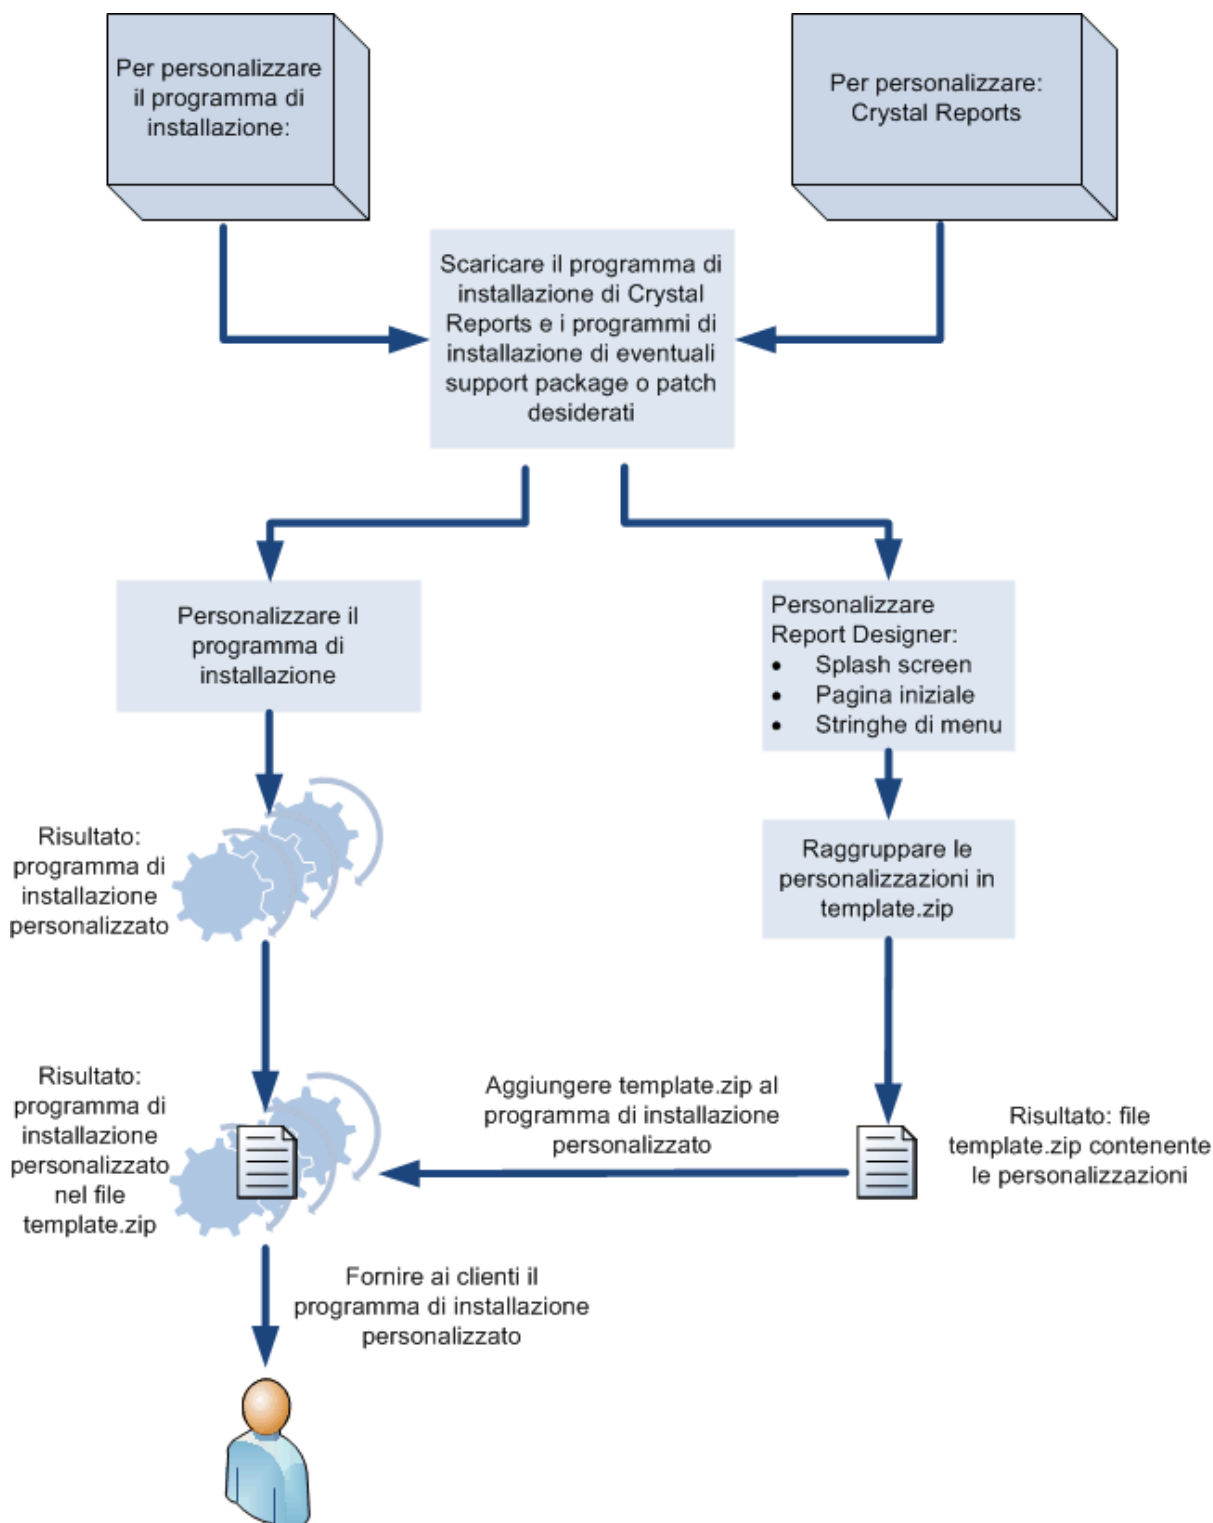 Per personalizzare
il programma di
installazione:
Per personalizzare:
Crystal Reports
Scaricare il programma di
installazione di Crystal
Reports e i programmi di
installazione di eventuali
support package o patch
desiderati
Personalizzare il
programma di
installazione
Personalizzare
Report Designer:
• Splash screen
• Pagina iniziale
• Stringhe di menu
Risultato:
programma di
installazione
personalizzato
Raggruppare le
personalizzazioni in
template.zip
Risultato:
programma di
installazione
personalizzato
nel file
template.zip
Aggiungere template.zip al
programma di installazione
personalizzato
Risultato: file
template.zip contenente
le personalizzazioni
Fornire ai clienti il
programma di installazione
personalizzato